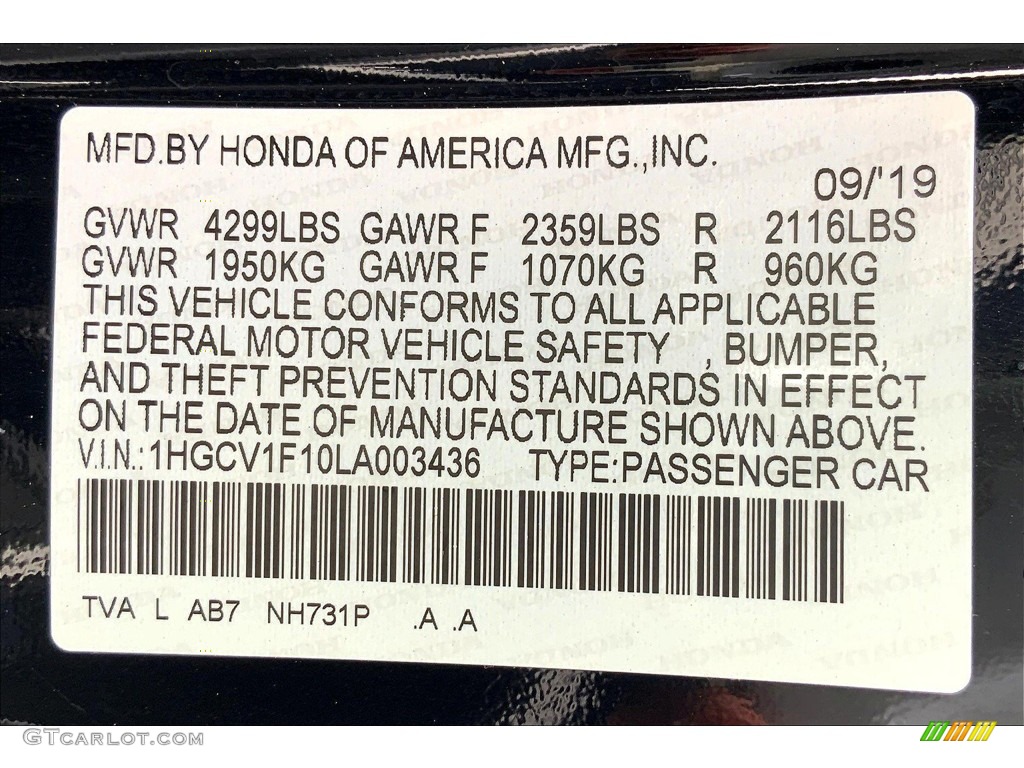 MFD.BY HONDA OF AMERICA MFG.,INC.
09/'19
GVWR 4299LBS GAWR F 2359LBS R 2116LBS
GVWR 1950KG GAWR F 1070KG R 960KG
THIS VEHICLE CONFORMS TO ALL APPLICABLE
FEDERAL MOTOR VEHICLE SAFETY , BUMPER,
AND THEFT PREVENTION STANDARDS IN EFFECT
ON THE DATE OF MANUFACTURE SHOWN ABOVE.
V.I.N.:1HGCV1F10LA003436 TYPE:PASSENGER CAR
TVA L AB7 NH731P .A .A
GTCarLot.com